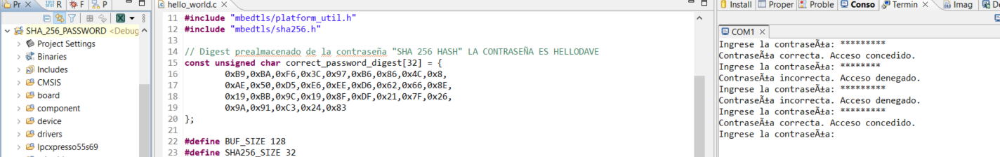 Pr
R
F
P
SHA_256_PASSWORD <Debug
Project Settings
Binaries
Includes
CMSIS
board
component
device
drivers
lpcxpresso55s69
hello_world.c
11 #include "mbedtls/platform_util.h"
12 #include "mbedtls/sha256.h"
13
14 // Digest prealmacenado de la contraseña "SHA 256 HASH" LA CONTRASEÑA ES HELLODAVE
15 const unsigned char correct_password_digest[32] = {
16 0xB9,0xBA,0xF6,0x3C,0x97,0xB6,0x86,0x4C,0x8,
17 0xAE,0x50,0xD5,0xE6,0xEE,0xD6,0x62,0x66,0x8E,
18 0x19,0xBB,0x9C,0x19,0x8F,0xDF,0x21,0x7F,0x26,
19 0x9A,0x91,0xC3,0x24,0x83
20 };
21
22 #define BUF_SIZE 128
23 #define SHA256_SIZE 32
Install Proper Proble Conso Termin Imag De
COM1
Ingrese la contraseÃ±a: *********
ContraseÃ±a correcta. Acceso concedido.
Ingrese la contraseÃ±a: ********
ContraseÃ±a incorrecta. Acceso denegado.
Ingrese la contraseÃ±a: *********
ContraseÃ±a incorrecta. Acceso denegado.
Ingrese la contraseÃ±a: *********
ContraseÃ±a correcta. Acceso concedido.
Ingrese la contraseÃ±a: